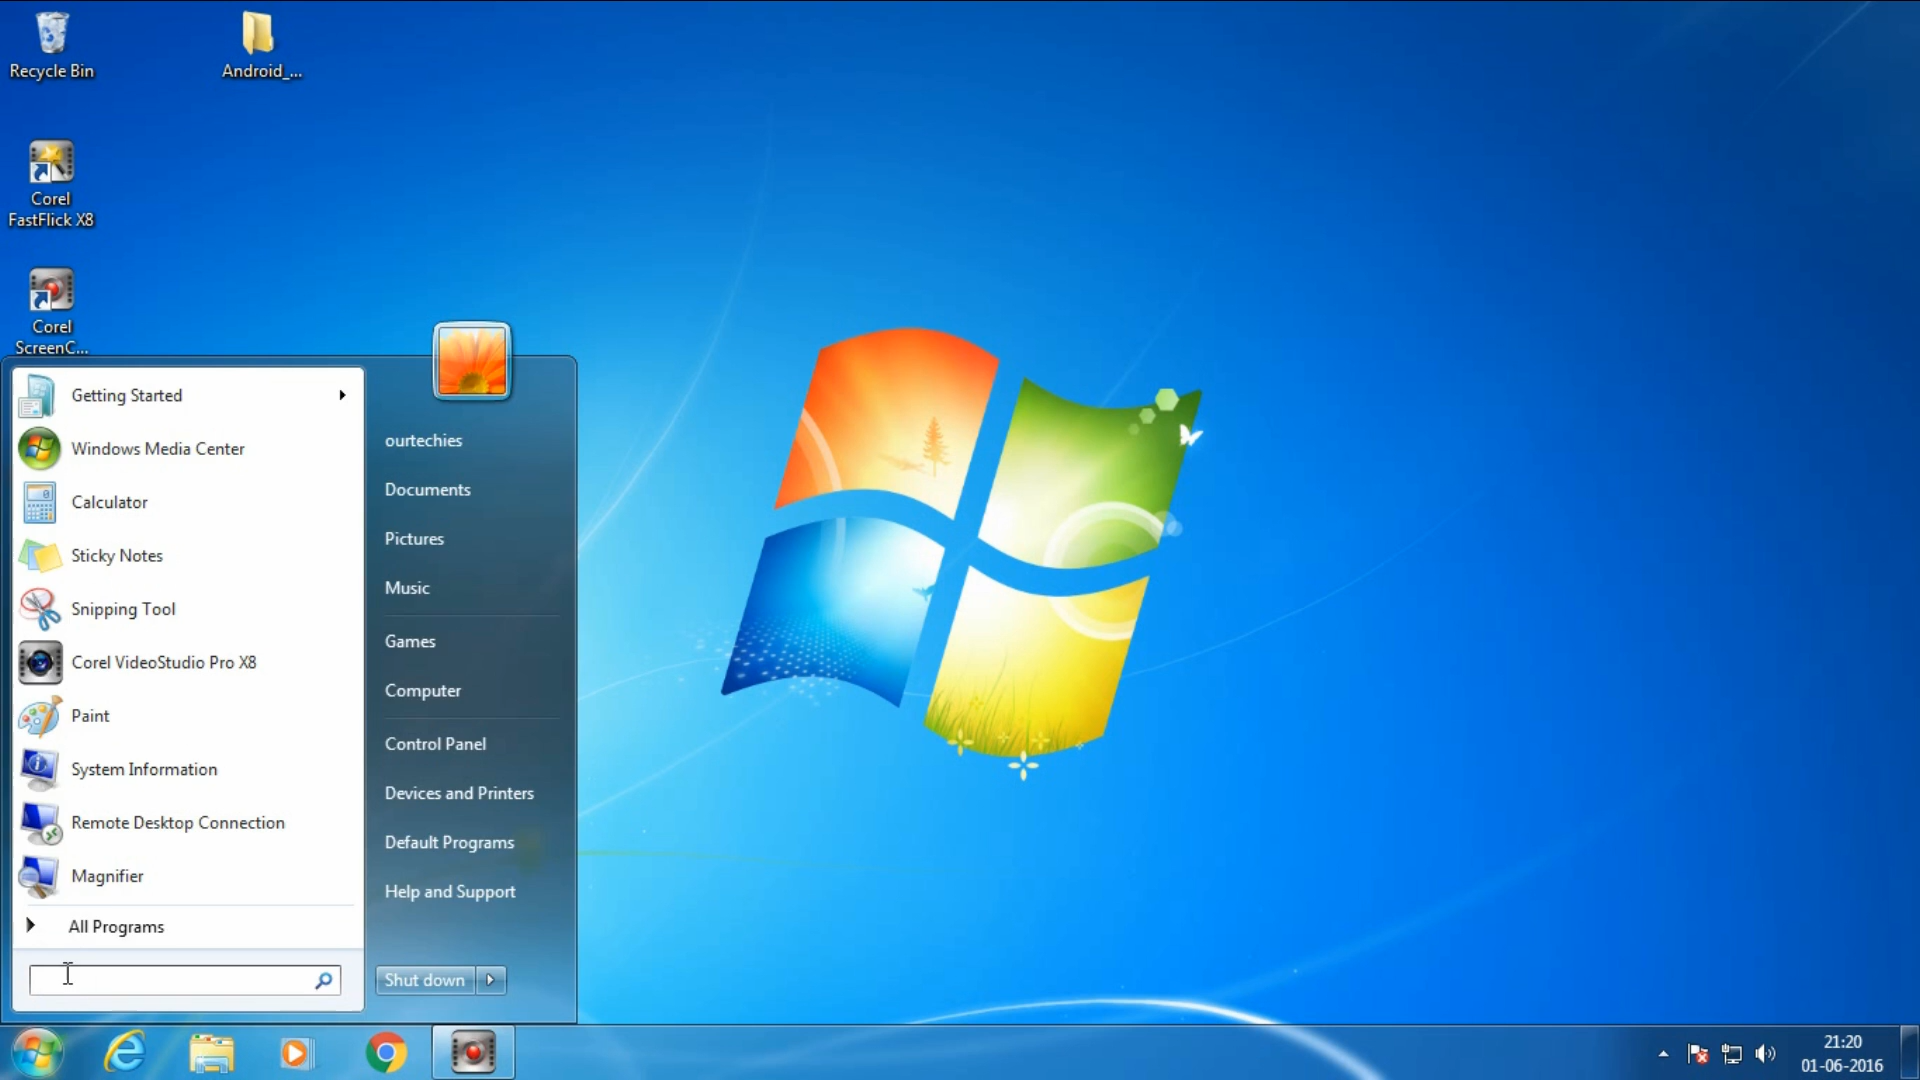 Recycle Bin
Android_...
Corel
FastFlick X8
Corel
ScreenC...
Getting Started
Windows Media Center
Calculator
Sticky Notes
Snipping Tool
Corel VideoStudio Pro X8
Paint
System Information
Remote Desktop Connection
Magnifier
All Programs
ourtechies
Documents
Pictures
Music
Games
Computer
Control Panel
Devices and Printers
Default Programs
Help and Support
Shut down
21:20
01-06-2016